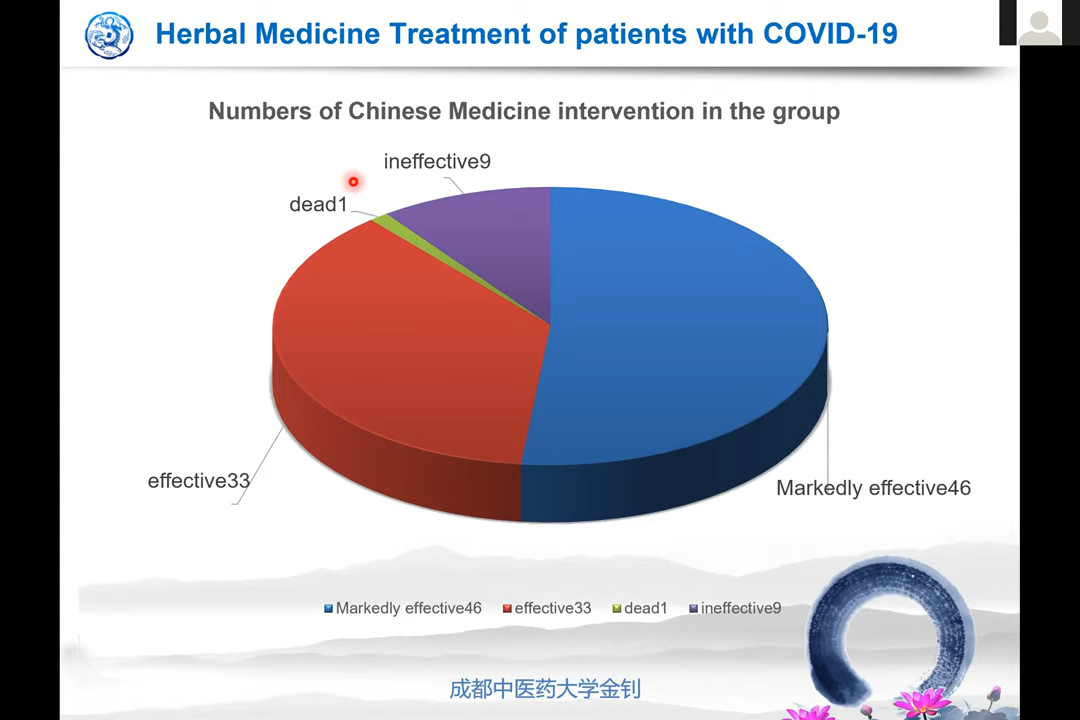 Herbal Medicine Treatment of patients with COVID-19
Numbers of Chinese Medicine intervention in the group
ineffective9
dead1
effective33
Markedly effective46
Markedly effective46 effective33 dead1 ineffective9
成都中医药大学金钊